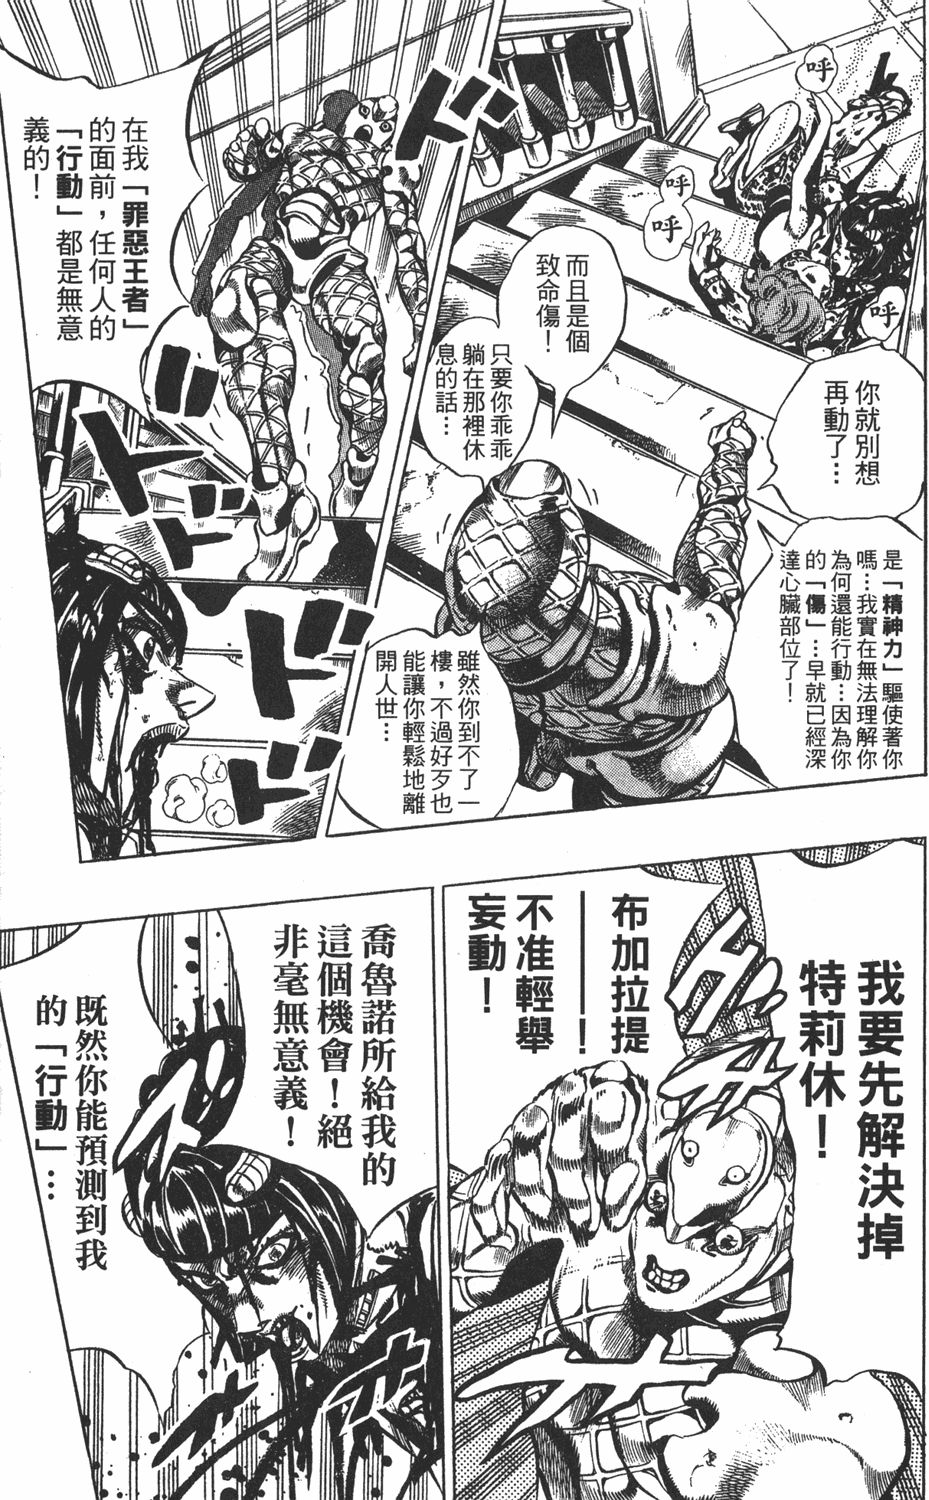 呼
呼
呼
呼
你就別想
再動了…
是「精神力」驅使著你
嗎…我實在無法理解你
為何還能行動…因為你
的「傷」…早就已經深
達心臟部位了!
而且是個
致命傷!
只要你乖乖
躺在那裡休
息的話…
雖然你到不了一
樓,不過好歹也
能讓你輕鬆地離
開人世…
在我「罪惡王者」
的面前,任何人的
「行動」都是無意
義的!
ドド
ドドド
ドドド
我要先解決掉
特莉休!
布加拉提
——!
不准輕舉
妄動!
喬魯諾所給我的
這個機會!絕
非毫無意義!
既然你能預測到我
的「行動」…